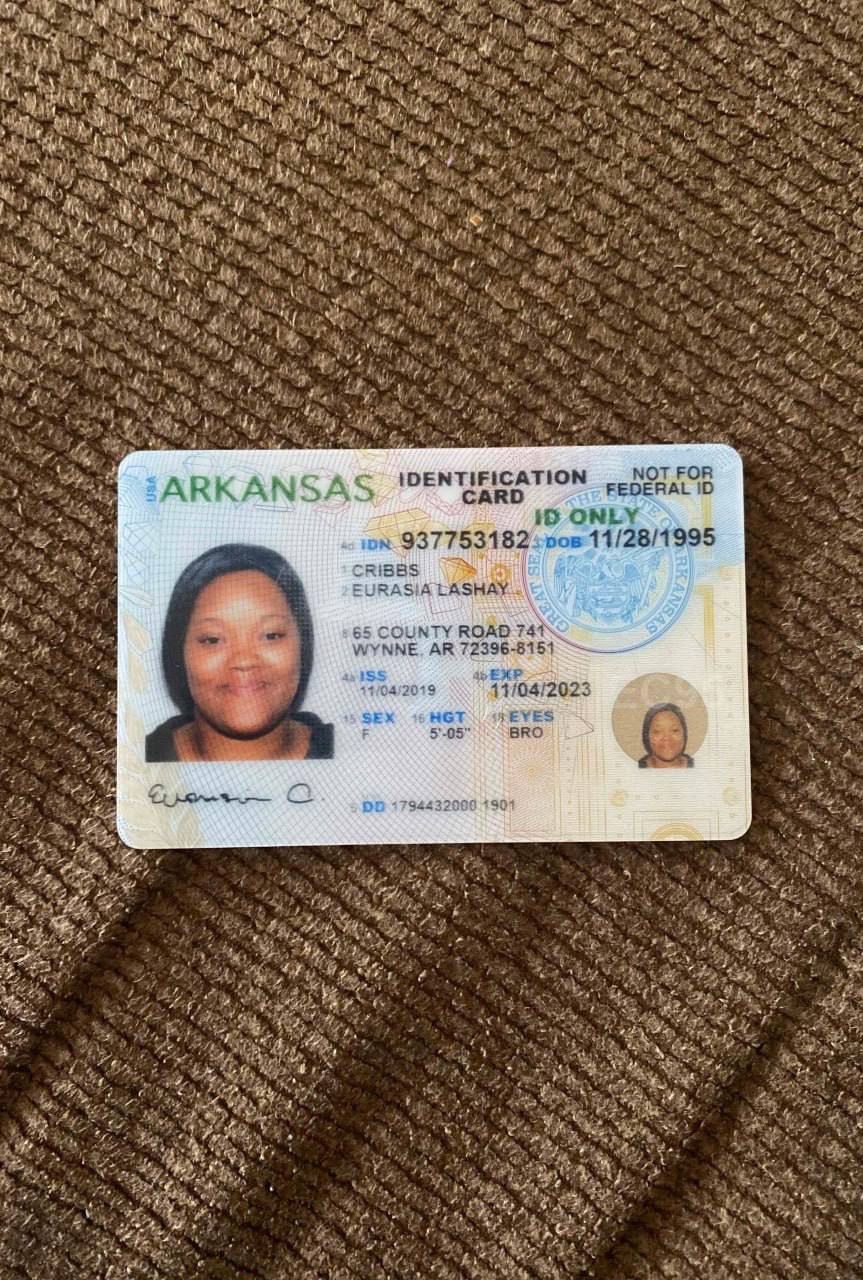 USA ARKANSAS IDENTIFICATION CARD NOT FOR FEDERAL ID
ID ONLY
4d IDN 937753182 3 DOB 11/28/1995
1 CRIBBS
2 EURASIA LASHAY
8 65 COUNTY ROAD 741
WYNNE, AR 72396-8151
4a ISS 4b EXP
11/04/2019 11/04/2023
15 SEX 16 HGT 18 EYES
F 5'-05" BRO
5 DD 1794432000 1901
GREAT SEAL OF THE STATE OF ARKANSAS